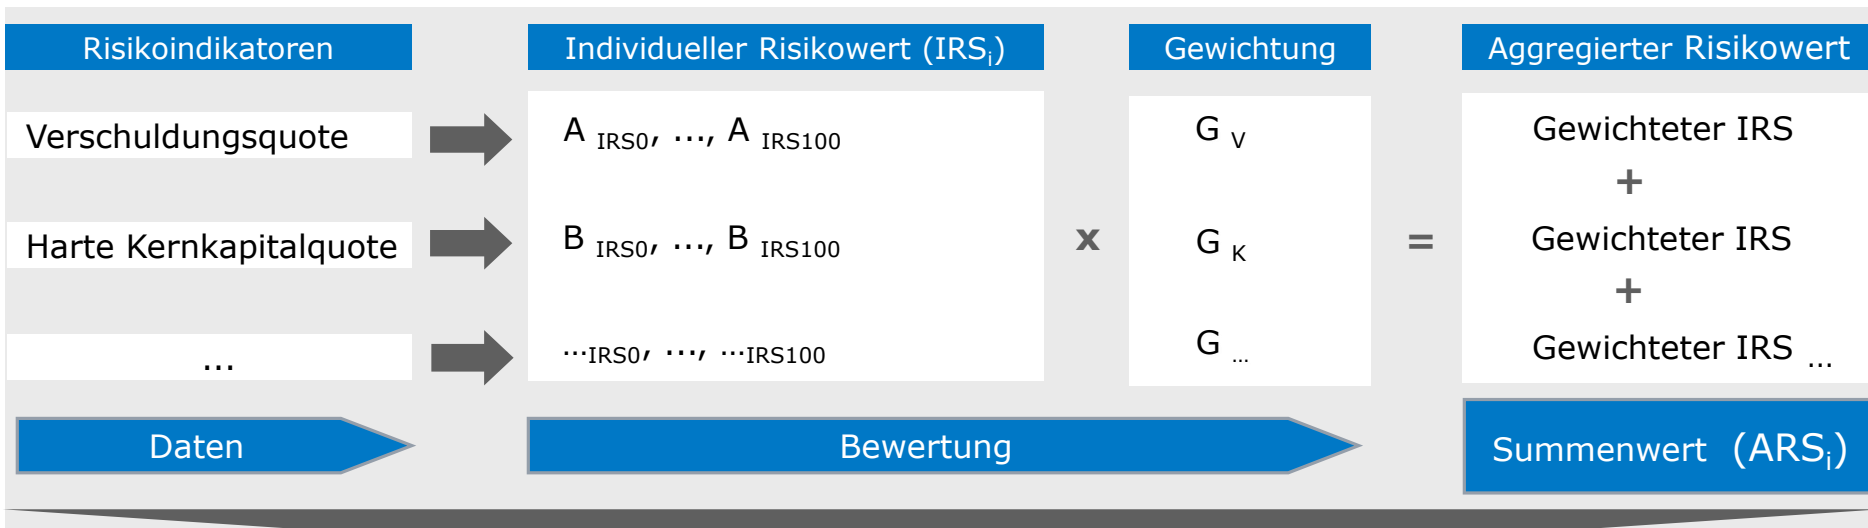 Risikoindikatoren
Individueller Risikowert (IRSi)
Gewichtung
Aggregierter Risikowert
Verschuldungsquote
A IRS0, ..., A IRS100
G V
Gewichteter IRS
+
Harte Kernkapitalquote
B IRS0, ..., B IRS100
x
G K
=
Gewichteter IRS
+
...
...IRS0, ..., ...IRS100
G ...
Gewichteter IRS ...
Daten
Bewertung
Summenwert (ARSi)